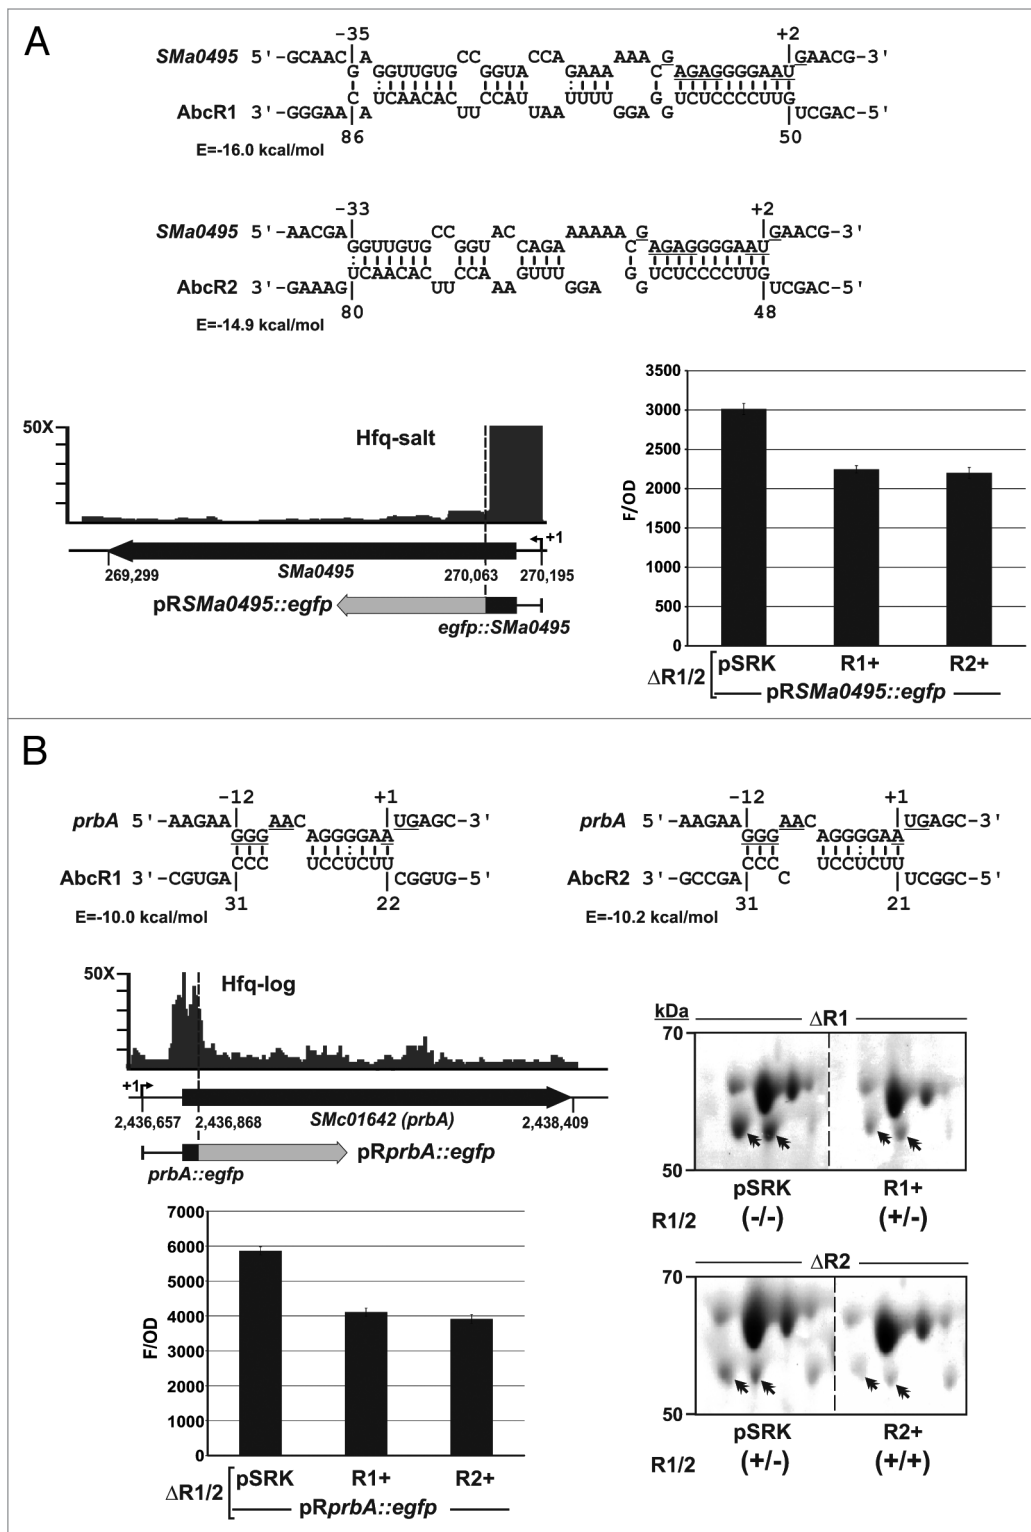 A
-35 +2
SMa0495 5'-GCAAC A CC CCA AAA G GAACG-3'
G GGUUGUG GGUA GAAA C AGAGGGGAAU
C UCAACAC CCAU UUUU G UCUCCCCUUG
AbcR1 3'-GGGAA A UU UAA GGA G UCGAC-5'
86 50
E=-16.0 kcal/mol
-33 +2
SMa0495 5'-AACGA CC AC AAAAA G GAACG-3'
GGUUGUG GGU CAGA C AGAGGGGAAU
UCAACAC CCA GUUU G UCUCCCCUUG
AbcR2 3'-GAAAG UU AA GGA G UCGAC-5'
80 48
E=-14.9 kcal/mol
50X
Hfq-salt
+1
SMa0495
269,299 270,063 270,195
pRSMa0495::egfp
egfp::SMa0495
3500
3000
2500
2000
1500
1000
500
0
F/OD
pSRK R1+ R2+
ΔR1/2
pRSMa0495::egfp
B
-12 +1
prbA 5'-AAGAA AAC UGAGC-3'
GGG AGGGGAA
CCC UCCUCUU
AbcR1 3'-CGUGA CGGUG-5'
31 22
E=-10.0 kcal/mol
-12 +1
prbA 5'-AAGAA AAC UGAGC-3'
GGG AGGGGAA
CCC UCCUCUU
AbcR2 3'-GCCGA C UCGGC-5'
31 21
E=-10.2 kcal/mol
50X
Hfq-log
+1
2,436,657 2,436,868 SMc01642 (prbA) 2,438,409
pRprbA::egfp
prbA::egfp
7000
6000
5000
4000
3000
2000
1000
0
F/OD
pSRK R1+ R2+
ΔR1/2
pRprbA::egfp
kDa
ΔR1
70
50
pSRK R1+
R1/2 (-/-) (+/-)
ΔR2
70
50
pSRK R2+
R1/2 (+/-) (+/+)